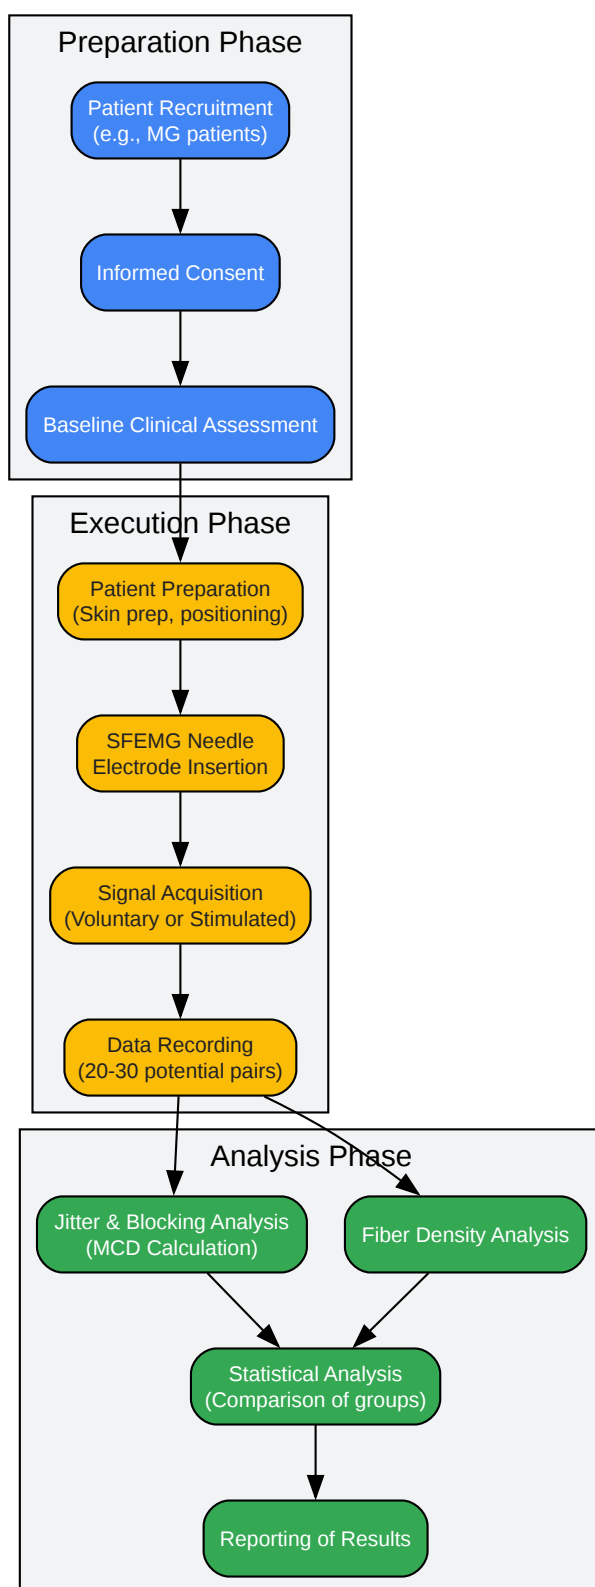 Preparation Phase
Patient Recruitment
(e.g., MG patients)
Informed Consent
Baseline Clinical Assessment
Execution Phase
Patient Preparation
(Skin prep, positioning)
SFEMG Needle
Electrode Insertion
Signal Acquisition
(Voluntary or Stimulated)
Data Recording
(20-30 potential pairs)
Analysis Phase
Jitter & Blocking Analysis
(MCD Calculation)
Fiber Density Analysis
Statistical Analysis
(Comparison of groups)
Reporting of Results